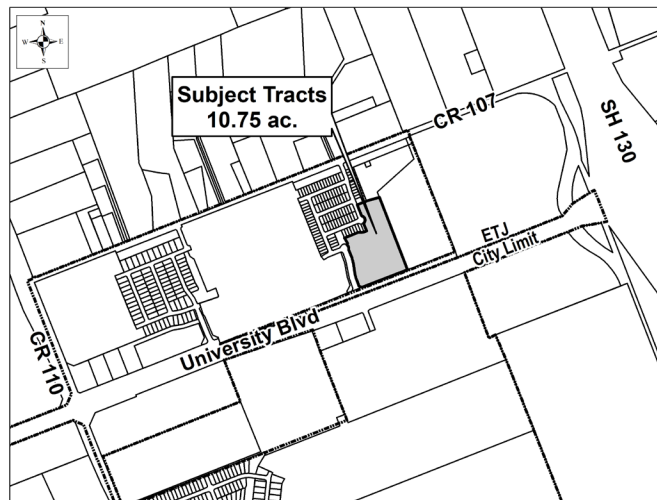 N
W E
S
Subject Tracts
10.75 ac.
CR 107
SH 130
ETJ
City Limit
University Blvd
CR 110